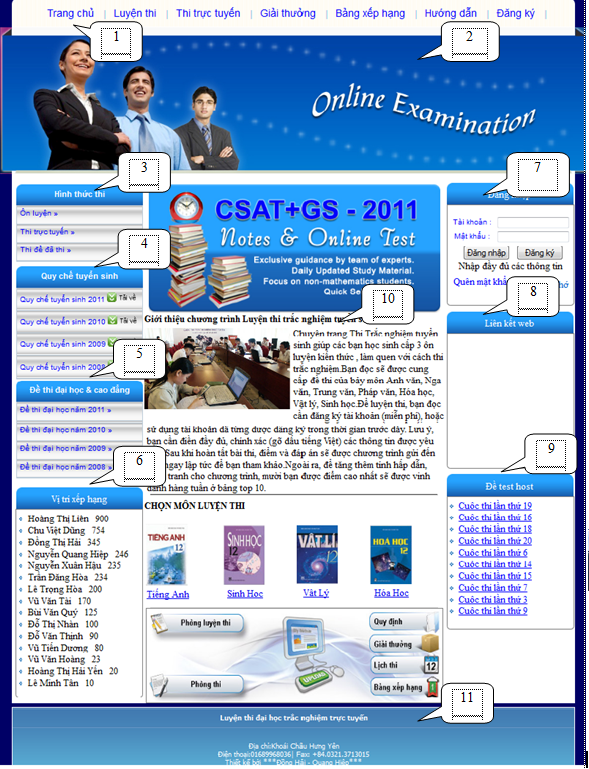 Trang chủ | Luyện thi | Thi trực tuyến | Giải thưởng | Bảng xếp hạng | Hướng dẫn | Đăng ký |
1
2
Online Examination
3
Hình thức thi
Ôn luyện »
Thi trực tuyến »
Thi đề đã thi »
4
Quy chế tuyển sinh
Quy chế tuyển sinh 2011 Tải về
Quy chế tuyển sinh 2010 Tải về
Quy chế tuyển sinh 2009
Quy chế tuyển sinh 2008
5
Đề thi đại học & cao đẳng
Đề thi đại học năm 2011 »
Đề thi đại học năm 2010 »
Đề thi đại học năm 2009 »
Đề thi đại học năm 2008 »
6
Vị trí xếp hạng
Hoàng Thị Liên 900
Chu Việt Dũng 754
Đồng Thị Hải 345
Nguyễn Quang Hiệp 246
Nguyễn Xuân Hậu 235
Trần Đăng Hòa 234
Lê Trọng Hòa 200
Vũ Văn Tài 170
Bùi Văn Quý 125
Đỗ Thị Nhàn 100
Đỗ Văn Thịnh 90
Vũ Tiến Dương 80
Vũ Văn Hoàng 23
Hoàng Thị Hải Yến 20
Lê Minh Tân 10
CSAT+GS - 2011
Notes & Online Test
Exclusive guidance by team of experts.
Daily Updated Study Material.
Focus on non-mathematics students.
Quick
10
Giới thiệu chương trình Luyện thi trắc nghiệm
Chuyên trang Thi Trắc nghiệm tuyển
sinh giúp các bạn học sinh cấp 3 ôn
luyện kiến thức , làm quen với cách thi
trắc nghiệm.Bạn đọc sẽ được cung
cấp đề thi của bảy môn Anh văn, Nga
văn, Trung văn, Pháp văn, Hóa học,
Vật lý, Sinh học.Để luyện thi, bạn đọc
cần đăng ký tài khoản (miễn phí), hoặc
sử dụng tài khoản đã từng được đăng ký trong thời gian trước đây. Lưu ý,
bạn cần điền đầy đủ, chính xác (gõ dấu tiếng Việt) các thông tin được yêu
Sau khi hoàn tất bài thi, điểm và đáp án sẽ được chương trình gửi đến
ngay lập tức để bạn tham khảo.Ngoài ra, để tăng thêm tính hấp dẫn,
tranh cho chương trình, mười bạn được điểm cao nhất sẽ được vinh
danh hàng tuần ở bảng top 10.
CHỌN MÔN LUYỆN THI
TIẾNG ANH 12
SINH HỌC 12
VẬT LÍ 12
HÓA HỌC 12
Tiếng Anh
Sinh Học
Vật Lý
Hóa Học
Phòng luyện thi
Phòng thi
UPLOAD
Quy định
Giải thưởng
Lịch thi
12
Bảng xếp hạng
7
Tài khoản :
Mật khẩu :
Đăng nhập
Đăng ký
Nhập đầy đủ các thông tin
Quên mật
8
Liên kết web
9
Đề test host
Cuộc thi lần thứ 19
Cuộc thi lần thứ 16
Cuộc thi lần thứ 18
Cuộc thi lần thứ 20
Cuộc thi lần thứ 6
Cuộc thi lần thứ 14
Cuộc thi lần thứ 15
Cuộc thi lần thứ 7
Cuộc thi lần thứ 3
Cuộc thi lần thứ 9
11
Luyện thi đại học trắc nghiệm trực tuyến
Địa chỉ:Khoái Châu Hưng Yên
Điện thoại:01689968036| Fax: +84.0321.3713015
Thiết kế bởi ***Đồng Hải - Quang Hiệp***